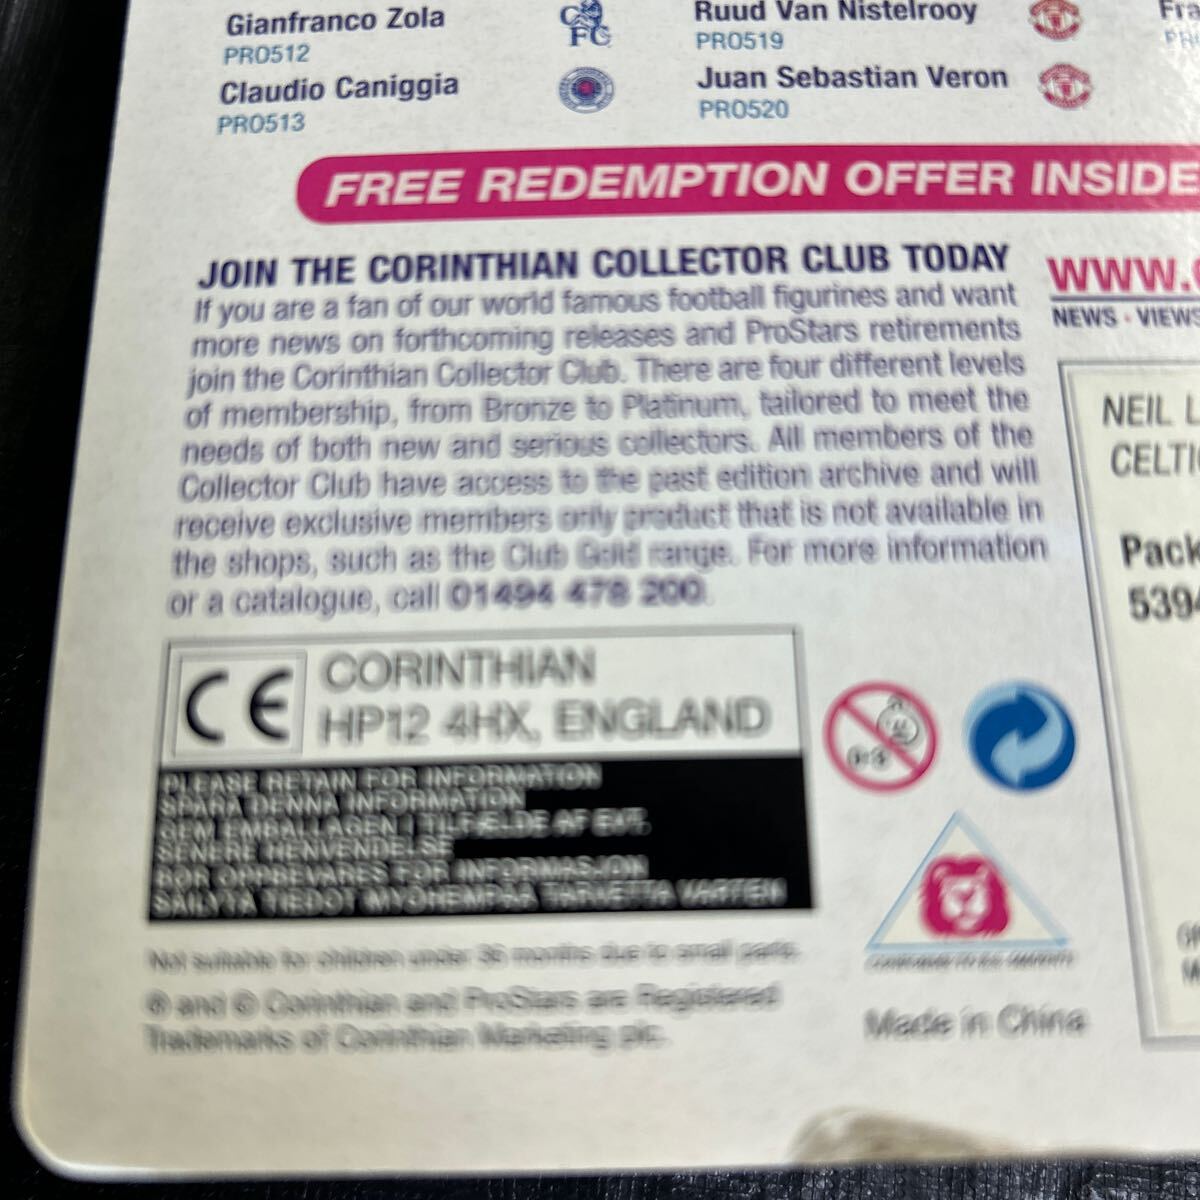 Gianfranco Zola
PRO512
Claudio Caniggia
PRO513
CFC
Ruud Van Nistelrooy
PRO519
Juan Sebastian Veron
PRO520
Fra
FREE REDEMPTION OFFER INSIDE
JOIN THE CORINTHIAN COLLECTOR CLUB TODAY
If you are a fan of our world famous football figurines and want
more news on forthcoming releases and ProStars retirements
join the Corinthian Collector Club. There are four different levels
of membership, from Bronze to Platinum, tailored to meet the
needs of both new and serious collectors. All members of the
Collector Club have access to the past edition archive and will
receive exclusive members only product that is not available in
the shops, such as the Club Gold range. For more information
or a catalogue, call 01494 478 200.
WWW.
NEWS · VIEWS
NEIL L
CELTIC
Pack
5394
CE
CORINTHIAN
HP12 4HX, ENGLAND
PLEASE RETAIN FOR INFORMATION
SPARA DENNA INFORMATION
GEM EMBALLAGEN I TILFÆLDE AF EVT.
SENERE HENVENDELSE
BØR OPPBEVARES FOR INFORMASJON
SÄILYTÄ TIEDOT MYÖHEMPÄÄ TARVETTA VARTEN
0-3
Not suitable for children under 36 months due to small parts.
® and © Corinthian and ProStars are Registered
Trademarks of Corinthian Marketing plc.
Made in China